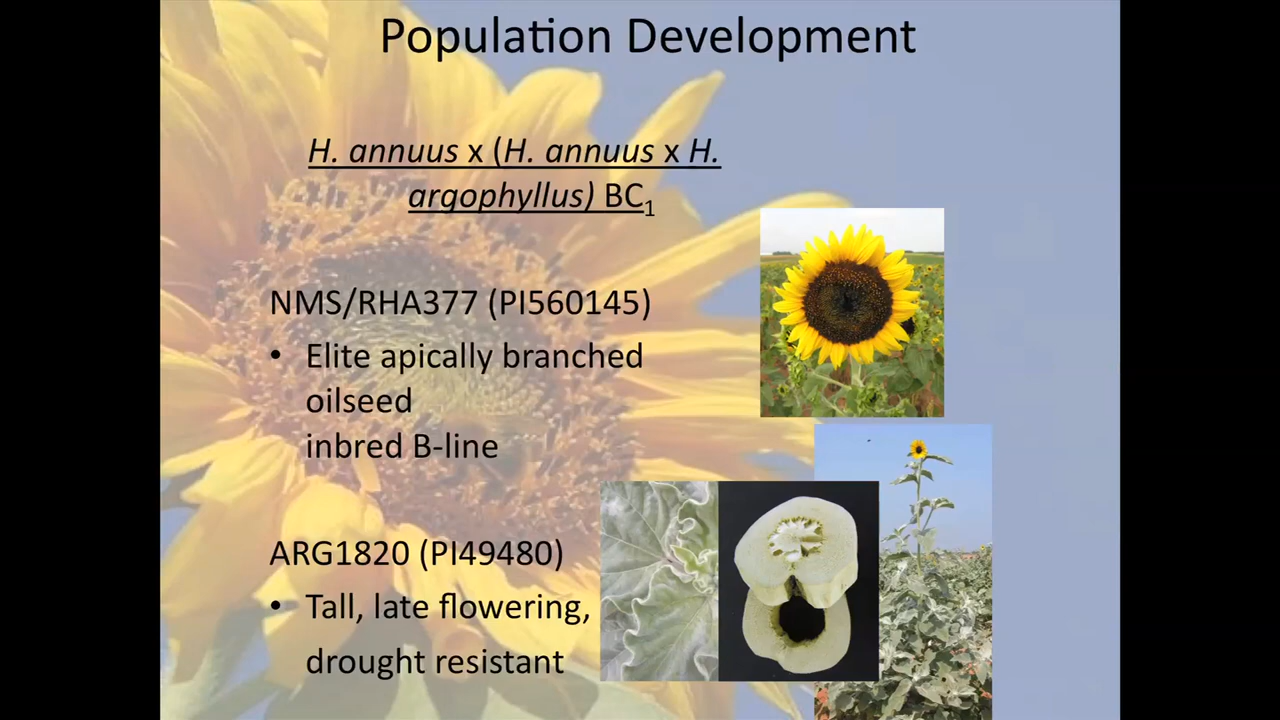 Population Development
H. annuus x (H. annuus x H.
argophyllus) BC1
NMS/RHA377 (PI560145)
• Elite apically branched
oilseed
inbred B-line
ARG1820 (PI49480)
• Tall, late flowering,
drought resistant